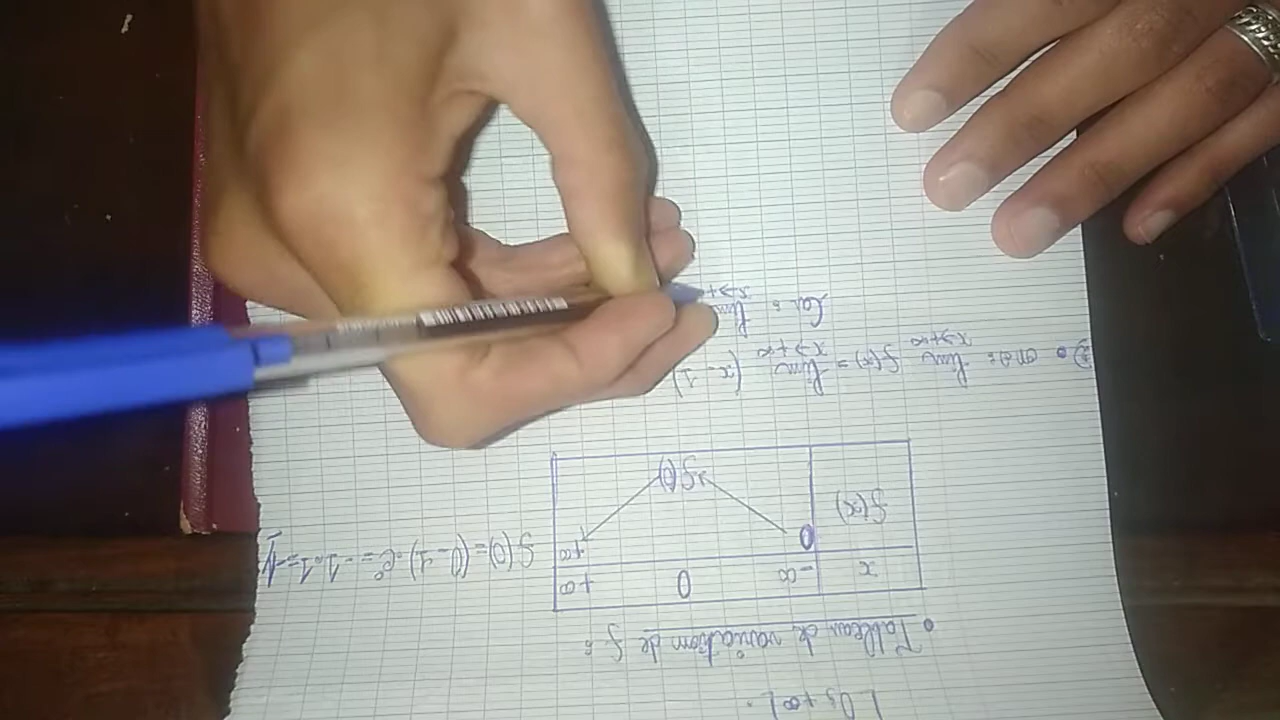 [0; +∞[.
• Tableau de variation de f :
x -∞ 0 +∞
f(x) 0 f(0) +∞
f(0) = (0-1)·e⁰ = -1·1 = -1
2) • on a : lim x→+∞ f(x) = lim x→+∞ (x-1)
Car : lim x→+